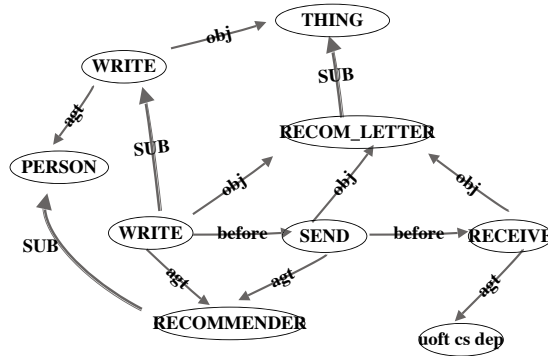 THING
obj
WRITE
SUB
agt
RECOM_LETTER
PERSON
SUB
obj
obj
obj
SUB
WRITE
before
SEND
before
RECEIVE
agt
agt
agt
RECOMMENDER
uoft cs dep